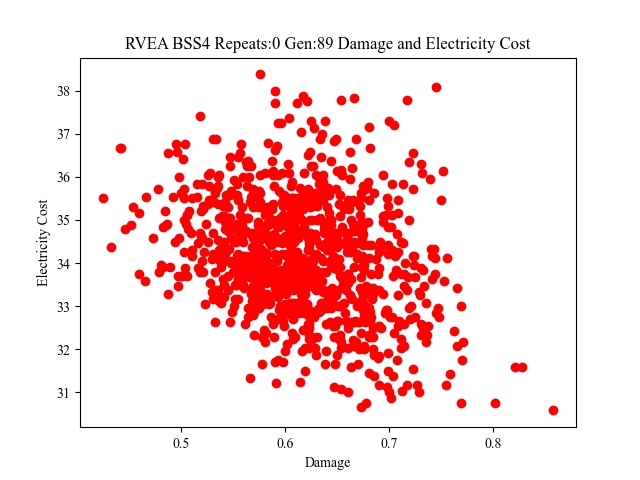 RVEA BSS4 Repeats:0 Gen:89 Damage and Electricity Cost
38
37
36
35
34
33
32
31
Electricity Cost
0.5 0.6 0.7 0.8
Damage